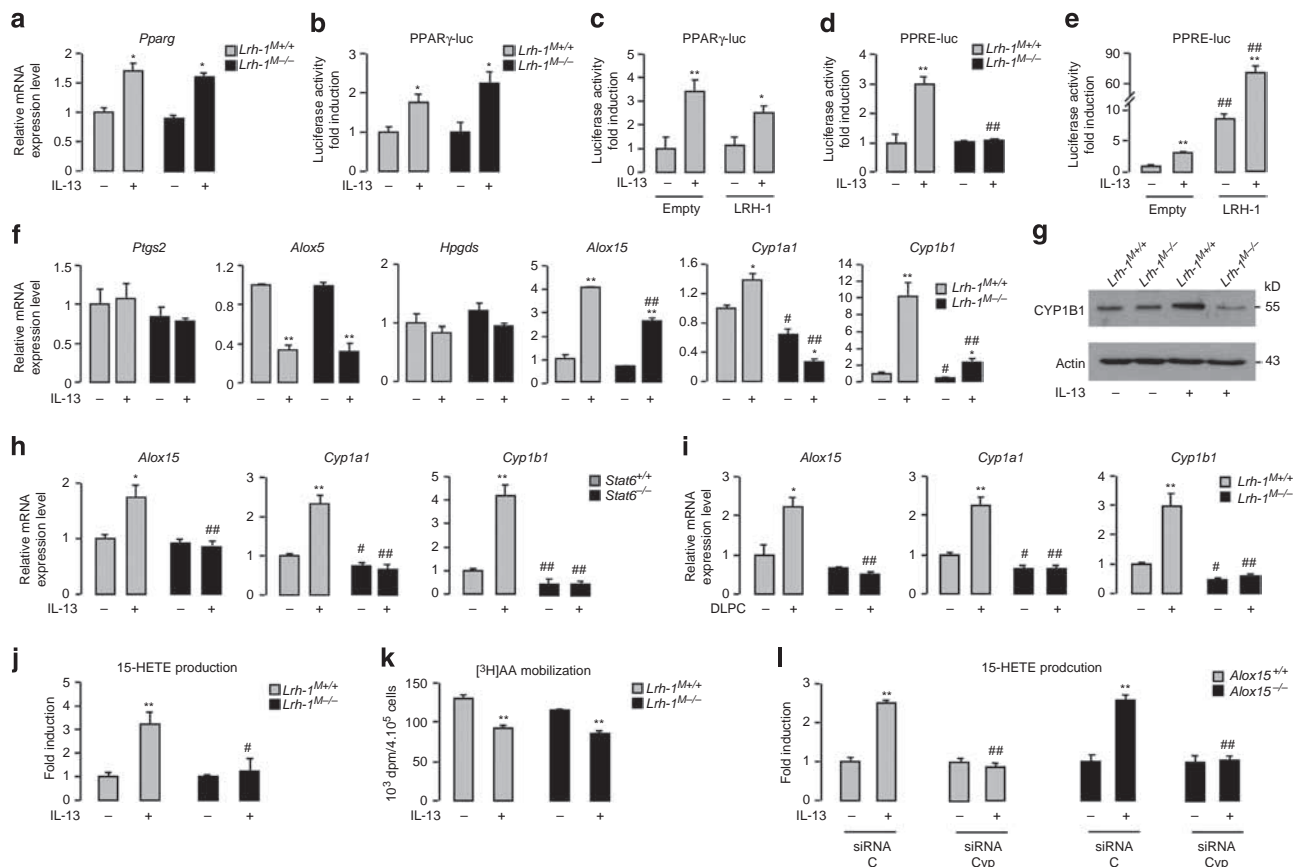 a
Pparg
Relative mRNA
expression level
2
1.5
1
0.5
0
*
*
IL-13
–
+
–
+
b
PPARγ-luc
Lrh-1M+/+
Lrh-1M–/–
Luciferase activity
fold induction
3
2
1
0
*
*
IL-13
–
+
–
+
c
PPARγ-luc
Luciferase activity
fold induction
5
4
3
2
1
0
**
*
IL-13
–
+
–
+
Empty
LRH-1
d
PPRE-luc
Lrh-1M+/+
Lrh-1M–/–
Luciferase activity
fold induction
4
3
2
1
0
**
##
IL-13
–
+
–
+
e
PPRE-luc
Luciferase activity
fold induction
90
60
10
5
0
**
##
##
**
IL-13
–
+
–
+
Empty
LRH-1
f
Relative mRNA
expression level
Ptgs2
1.5
1
0.5
0
IL-13
–
+
–
+
Alox5
1.2
0.8
0.4
0
**
**
–
+
–
+
Hpgds
2
1
0
–
+
–
+
Alox15
5
4
3
2
1
0
**
##
**
–
+
–
+
Cyp1a1
1.6
1.2
0.8
0.4
0
*
#
##
*
–
+
–
+
Cyp1b1
14
12
10
8
6
4
2
0
**
#
##
*
–
+
–
+
Lrh-1M+/+
Lrh-1M–/–
g
Lrh-1M+/+
Lrh-1M–/–
Lrh-1M+/+
Lrh-1M–/–
kD
CYP1B1
55
Actin
43
IL-13
–
–
+
+
h
Relative mRNA
expression level
Alox15
2
1
0
*
##
IL-13
–
+
–
+
Cyp1a1
3
2
1
0
**
#
##
–
+
–
+
Cyp1b1
5
4
3
2
1
0
**
##
##
–
+
–
+
Stat6+/+
Stat6–/–
i
Relative mRNA
expression level
Alox15
3
2
1
0
*
##
DLPC
–
+
–
+
Cyp1a1
3
2
1
0
**
#
##
–
+
–
+
Cyp1b1
4
3
2
1
0
**
#
##
–
+
–
+
Lrh-1M+/+
Lrh-1M–/–
j
15-HETE production
Fold induction
5
4
3
2
1
0
**
#
IL-13
–
+
–
+
Lrh-1M+/+
Lrh-1M–/–
k
[³H]AA mobilization
10³ dpm/4.10⁵ cells
150
100
50
0
**
**
IL-13
–
+
–
+
Lrh-1M+/+
Lrh-1M–/–
l
15-HETE prodcution
Fold induction
3
2
1
0
**
##
**
##
IL-13
–
+
–
+
–
+
–
+
siRNA
C
siRNA
Cyp
siRNA
C
siRNA
Cyp
Alox15+/+
Alox15–/–